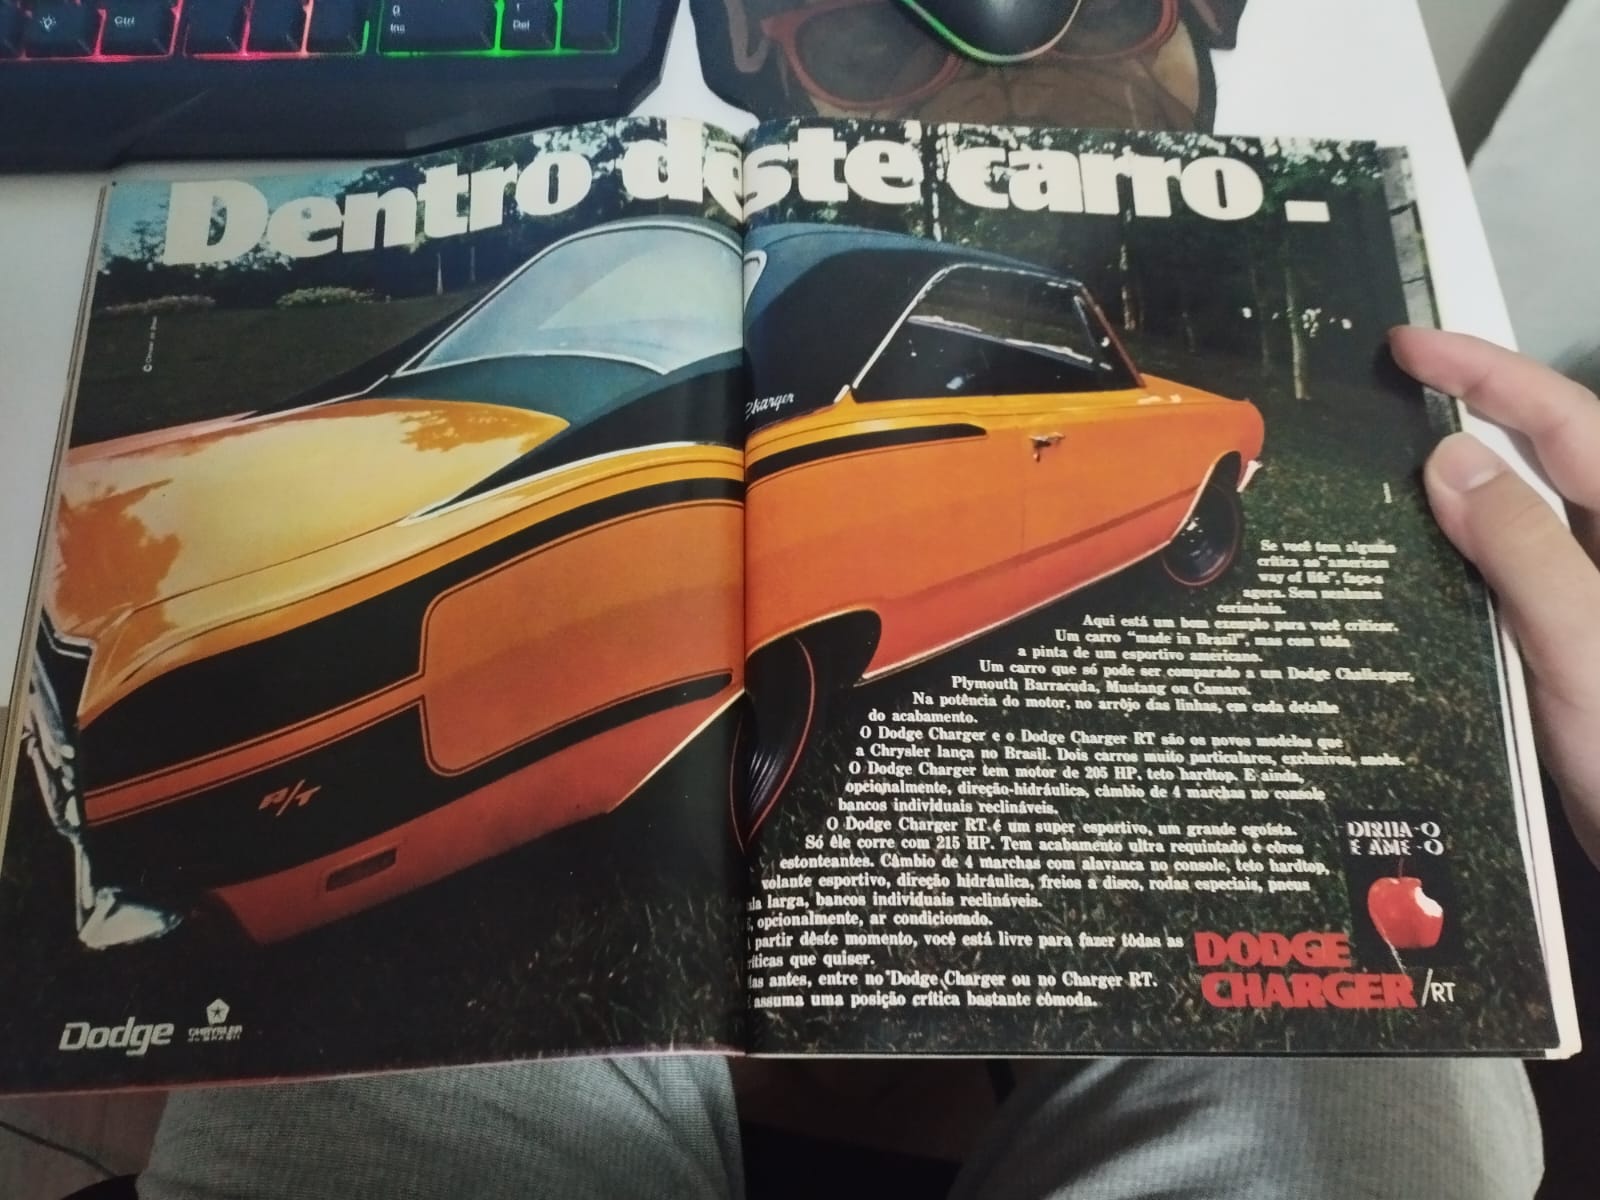 Ctrl
0
Ins
Del
Dentro deste carro.
Charger
Se você tem alguma
crítica ao "american
way of life", faça-a
agora. Sem nenhuma
cerimônia.
Aqui está um bom exemplo para você criticar.
Um carro "made in Brazil", mas com tôda
a pinta de um esportivo americano.
Um carro que só pode ser comparado a um Dodge Challenger,
Plymouth Barracuda, Mustang ou Camaro.
Na potência do motor, no arrôjo das linhas, em cada detalhe
do acabamento.
O Dodge Charger e o Dodge Charger RT são os novos modelos que
a Chrysler lança no Brasil. Dois carros muito particulares, exclusivos, snobs.
O Dodge Charger tem motor de 205 HP, teto hardtop. E ainda,
opcionalmente, direção-hidráulica, câmbio de 4 marchas no console
bancos individuais reclináveis.
O Dodge Charger RT é um super esportivo, um grande egoísta.
Só êle corre com 215 HP. Tem acabamento ultra requintado e côres
estonteantes. Câmbio de 4 marchas com alavanca no console, teto hardtop,
volante esportivo, direção hidráulica, freios a disco, rodas especiais, pneus
larga, bancos individuais reclináveis.
opcionalmente, ar condicionado.
partir dêste momento, você está livre para fazer tôdas as
que quiser.
antes, entre no Dodge Charger ou no Charger RT.
assuma uma posição crítica bastante cômoda.
R/T
DIRIJA-O
E AME-O
DODGE
CHARGER/RT
Dodge
CHRYSLER
do BRASIL